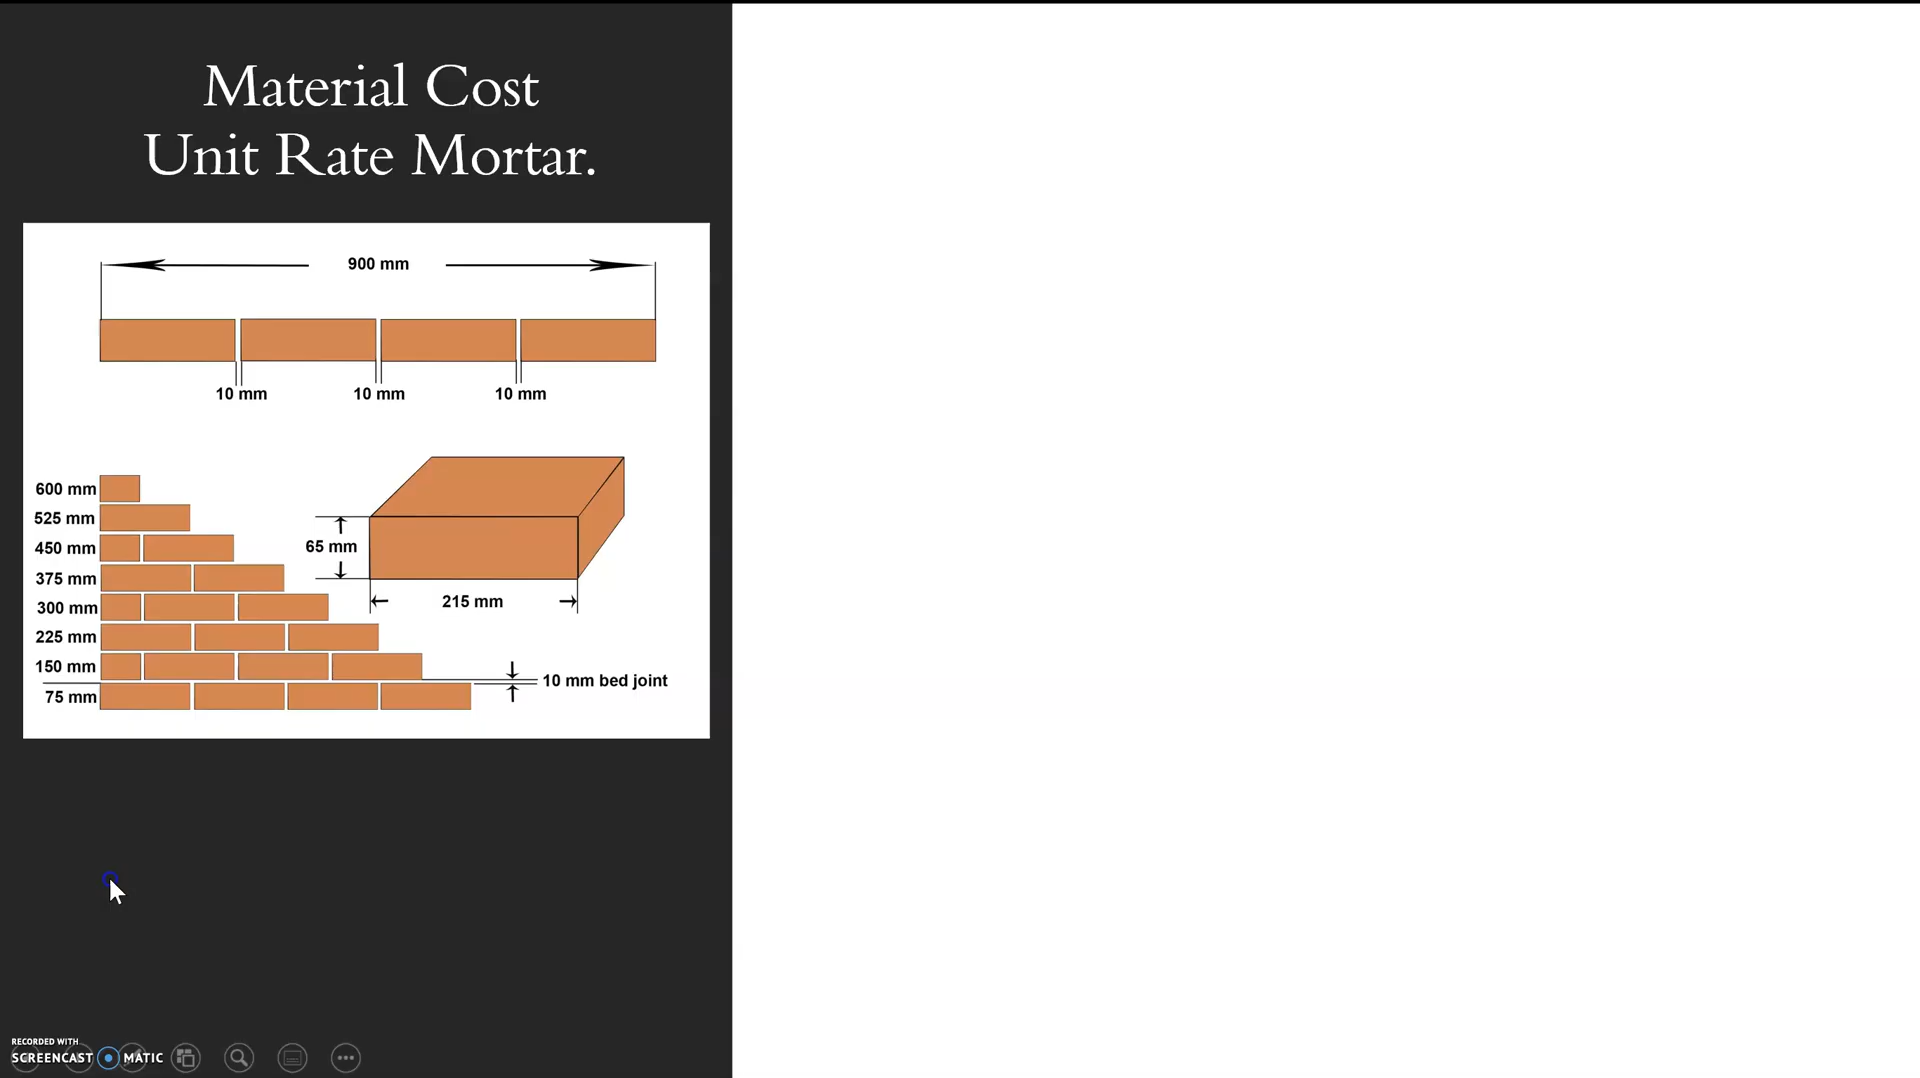 Material Cost
Unit Rate Mortar.
900 mm
10 mm 10 mm 10 mm
600 mm
525 mm
450 mm
375 mm
300 mm
225 mm
150 mm
75 mm
65 mm
215 mm
10 mm bed joint
RECORDED WITH
SCREENCAST MATIC